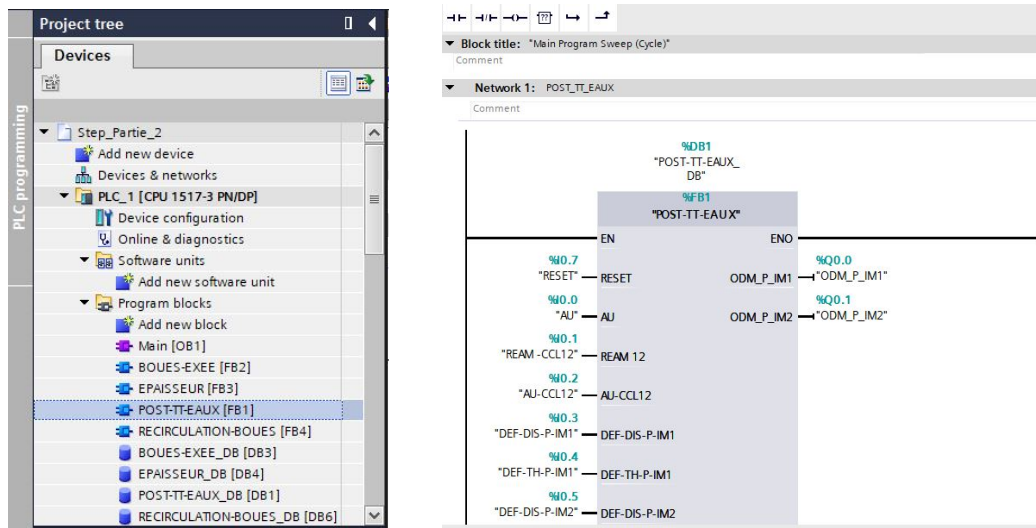 Project tree
Devices
PLC programming
Step_Partie_2
Add new device
Devices & networks
PLC_1 [CPU 1517-3 PN/DP]
Device configuration
Online & diagnostics
Software units
Add new software unit
Program blocks
Add new block
Main [OB1]
BOUES-EXEE [FB2]
EPAISSEUR [FB3]
POST-TT-EAUX [FB1]
RECIRCULATION-BOUES [FB4]
BOUES-EXEE_DB [DB3]
EPAISSEUR_DB [DB4]
POST-TT-EAUX_DB [DB1]
RECIRCULATION-BOUES_DB [DB6]
??
Block title: "Main Program Sweep (Cycle)"
Comment
Network 1: POST_TT_EAUX
Comment
%DB1
"POST-TT-EAUX_
DB"
%FB1
"POST-TT-EAUX"
EN ENO
%I0.7 %Q0.0
"RESET" RESET ODM_P_IM1 "ODM_P_IM1"
%I0.0 %Q0.1
"AU" AU ODM_P_IM2 "ODM_P_IM2"
%I0.1
"REAM -CCL12" REAM 12
%I0.2
"AU-CCL12" AU-CCL12
%I0.3
"DEF-DIS-P-IM1" DEF-DIS-P-IM1
%I0.4
"DEF-TH-P-IM1" DEF-TH-P-IM1
%I0.5
"DEF-DIS-P-IM2" DEF-DIS-P-IM2